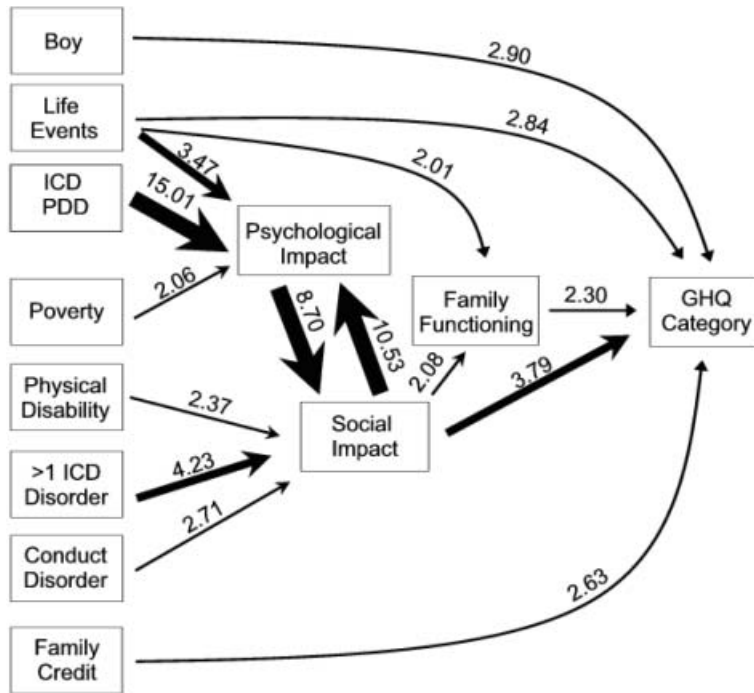 Boy
2.90
Life
Events
2.84
2.01
3.47
ICD
PDD
15.01
Psychological
Impact
2.06
Poverty
8.70
10.53
Family
Functioning
2.30
GHQ
Category
2.08
3.79
Physical
Disability
2.37
Social
Impact
>1 ICD
Disorder
4.23
2.71
Conduct
Disorder
2.63
Family
Credit